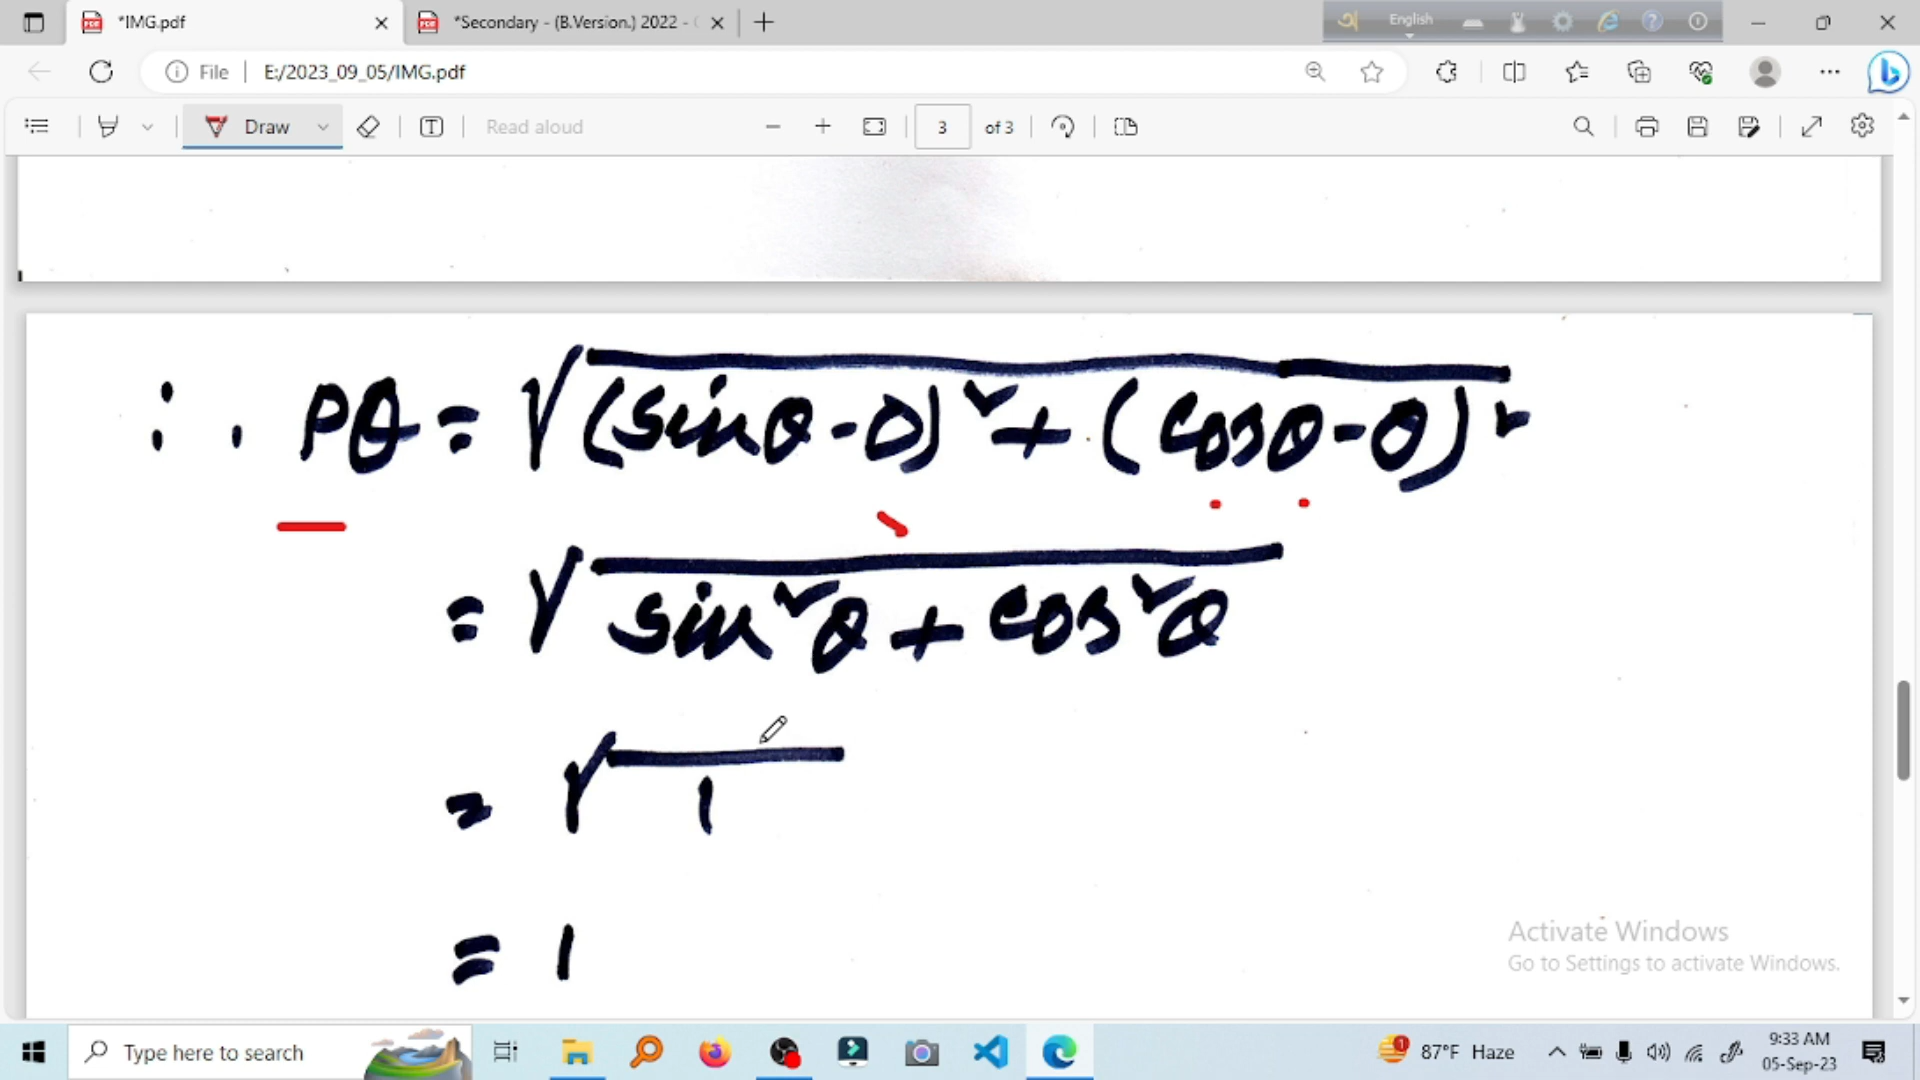 *IMG.pdf
*Secondary - (B.Version.) 2022 -
English
File
E:/2023_09_05/IMG.pdf
Draw
Read aloud
3 of 3
∴ PQ = √(sinθ-0)²+(cosθ-0)²
= √sin²θ+cos²θ
= √1
= 1
Activate Windows
Go to Settings to activate Windows.
Type here to search
1
87°F Haze
9:33 AM
05-Sep-23